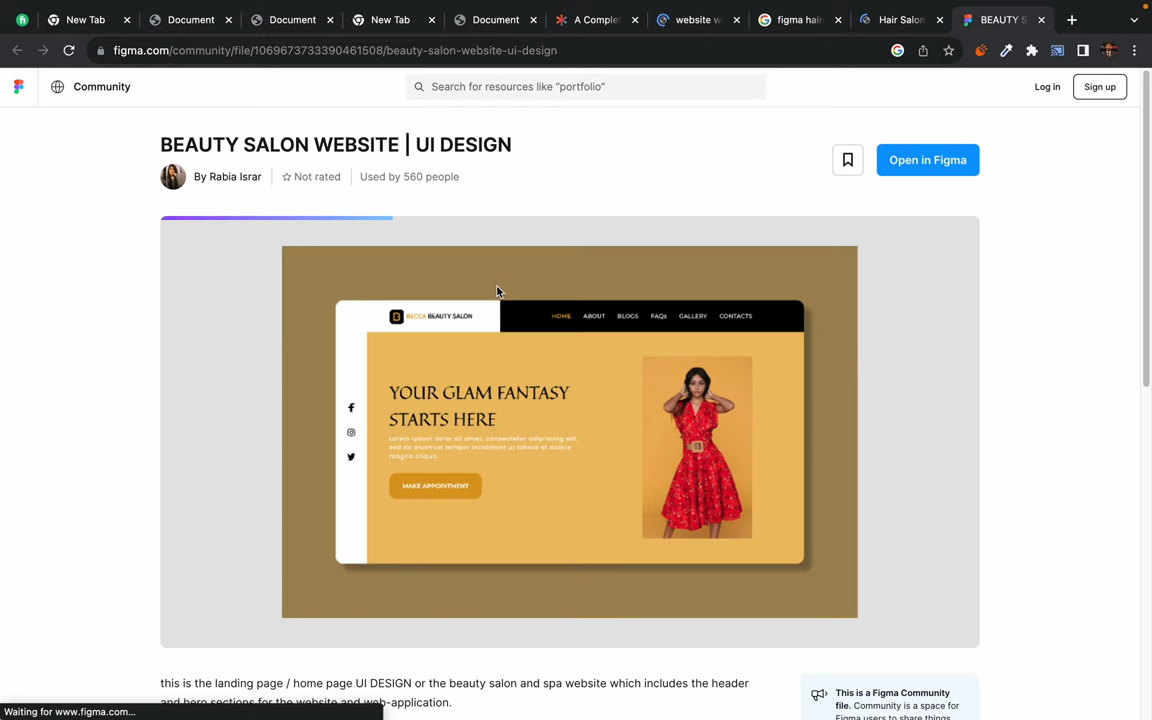 New Tab
Document
Document
New Tab
Document
A Comple
website w
figma hair
Hair Salon
BEAUTY S
figma.com/community/file/1069673733390461508/beauty-salon-website-ui-design
Community
Search for resources like “portfolio”
Log in
Sign up
BEAUTY SALON WEBSITE | UI DESIGN
By Rabia Israr
Not rated
Used by 560 people
Open in Figma
BECCA BEAUTY SALON
HOME
ABOUT
BLOGS
FAQs
GALLERY
CONTACTS
YOUR GLAM FANTASY
STARTS HERE
Lorem ipsum dolor sit amet, consectetur adipiscing elit,
sed do eiusmod tempor incididunt ut labore et dolore
magna aliqua.
MAKE APPOINTMENT
this is the landing page / home page UI DESIGN or the beauty salon and spa website which includes the header
and hero sections for the website and web-application.
This is a Figma Community
file. Community is a space for
Figma users to share things
Waiting for www.figma.com...